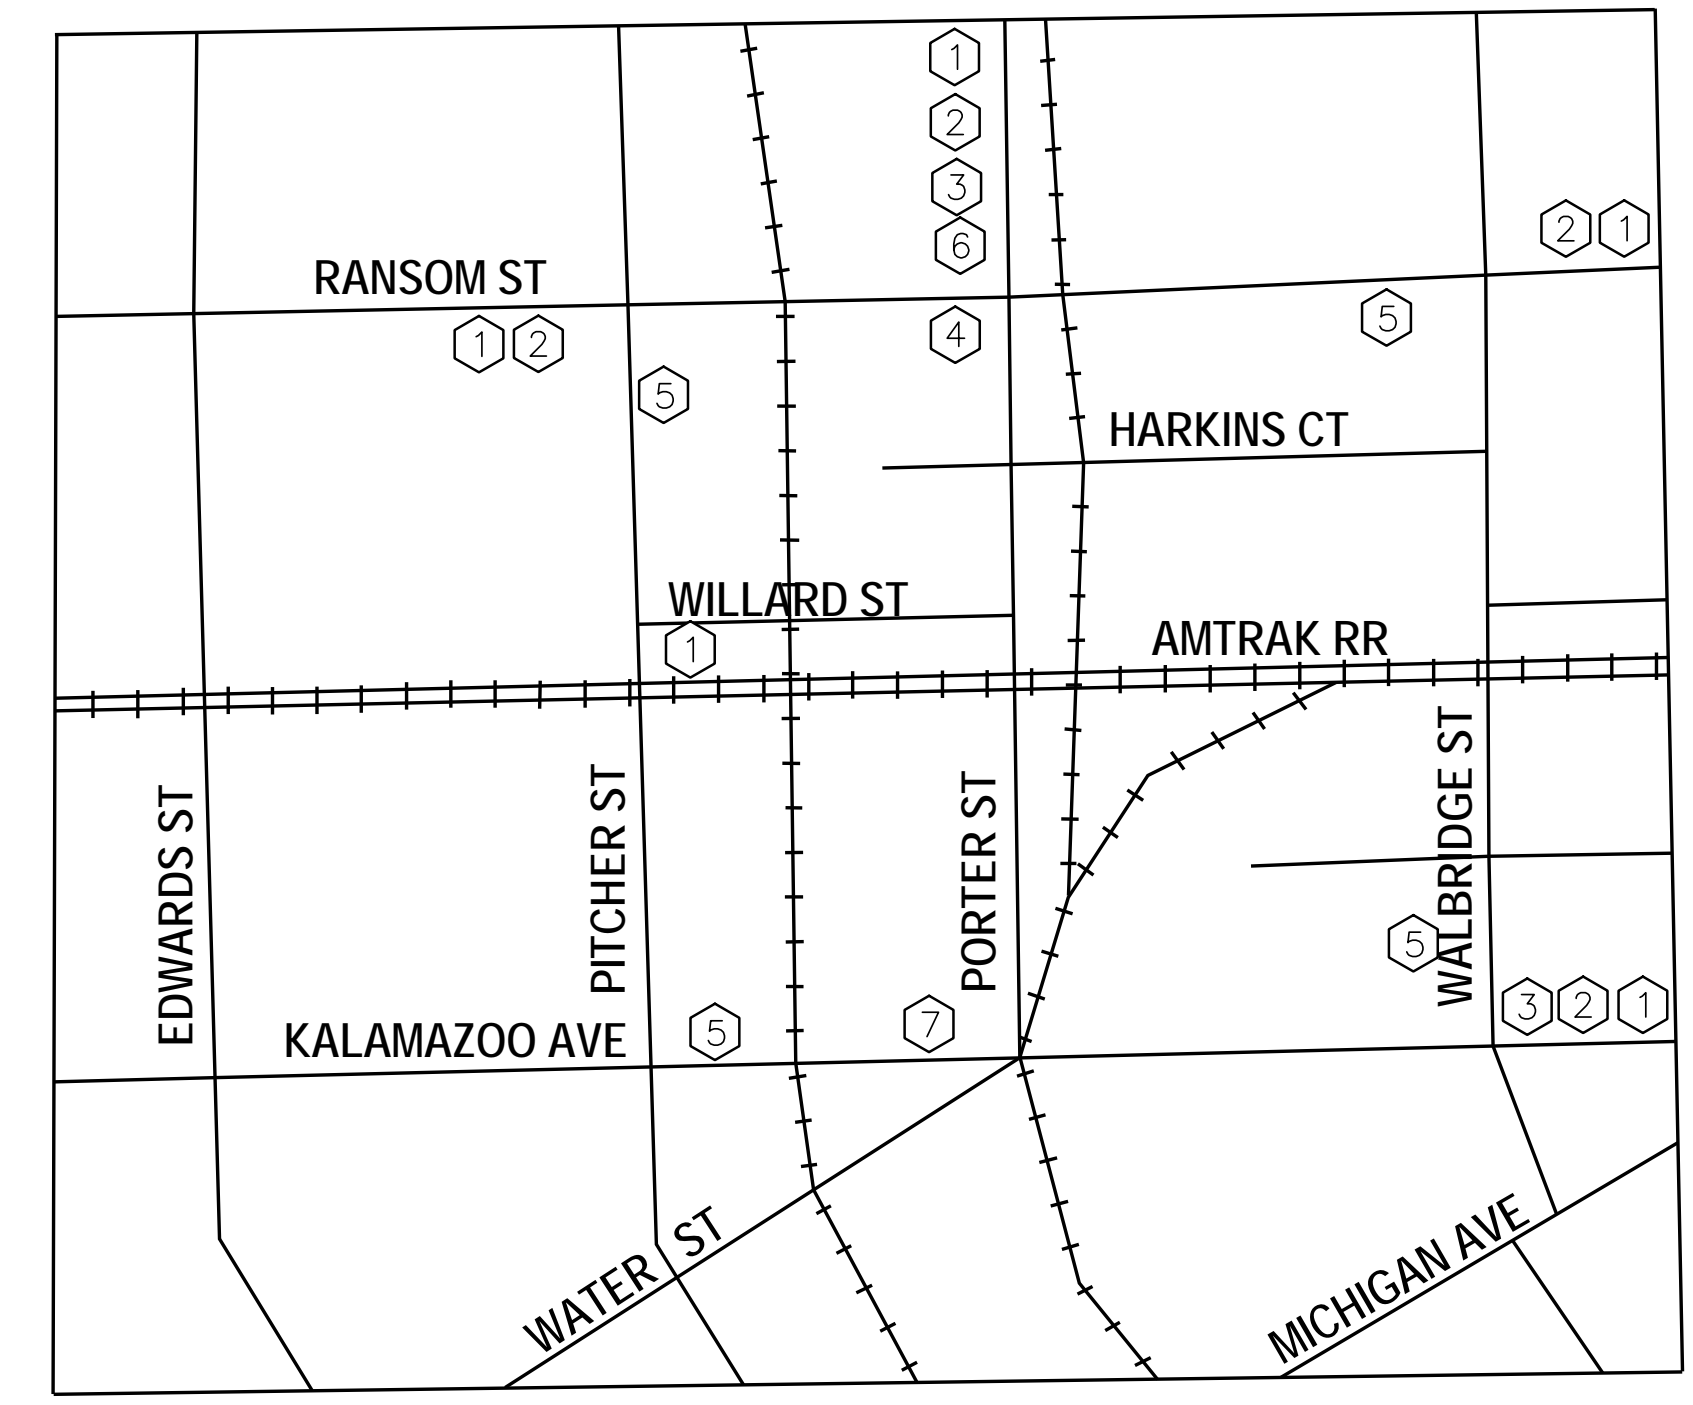 1
2
3
6
2 1
RANSOM ST
1 2
4
5
5
HARKINS CT
WILLARD ST
1
AMTRAK RR
EDWARDS ST
PITCHER ST
PORTER ST
WALBRIDGE ST
5
3 2 1
KALAMAZOO AVE
5
7
WATER ST
MICHIGAN AVE